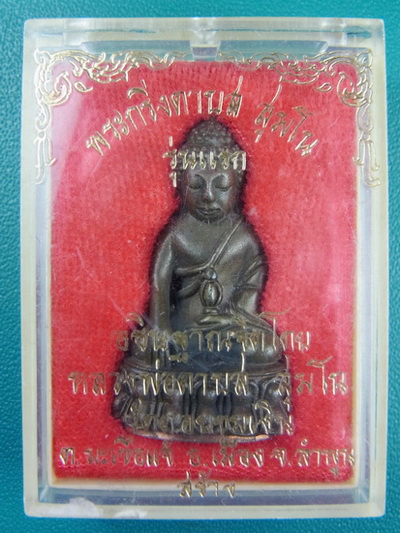 พระกริ่งดาบส สุมโน
รุ่นแรก
อธิษฐานจิตโดย
หลวงพ่อดาบส สุมโน
ต.มะเขือแจ้ อ.เมือง จ.ลำพูน
สร้าง